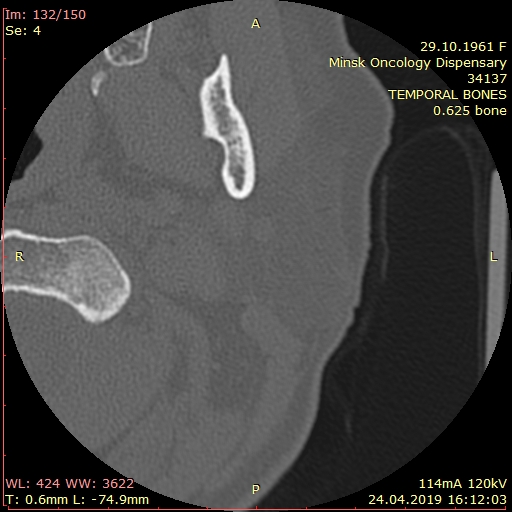 Im: 132/150
Se: 4
A
29.10.1961 F
Minsk Oncology Dispensary
34137
TEMPORAL BONES
0.625 bone
R
L
WL: 424 WW: 3622
T: 0.6mm L: -74.9mm
P
114mA 120kV
24.04.2019 16:12:03